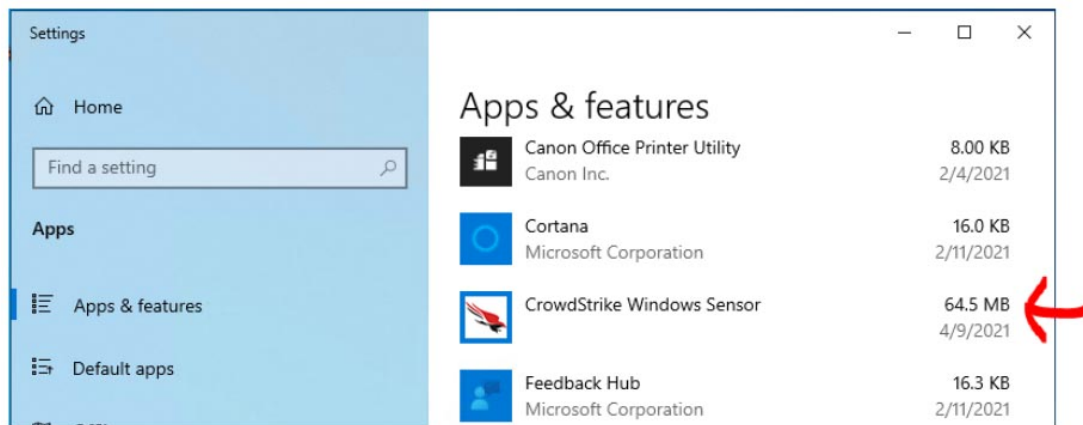 Settings
Home
Find a setting
Apps
Apps & features
Default apps
Apps & features
Canon Office Printer Utility 8.00 KB
Canon Inc. 2/4/2021
Cortana 16.0 KB
Microsoft Corporation 2/11/2021
CrowdStrike Windows Sensor 64.5 MB
4/9/2021
Feedback Hub 16.3 KB
Microsoft Corporation 2/11/2021